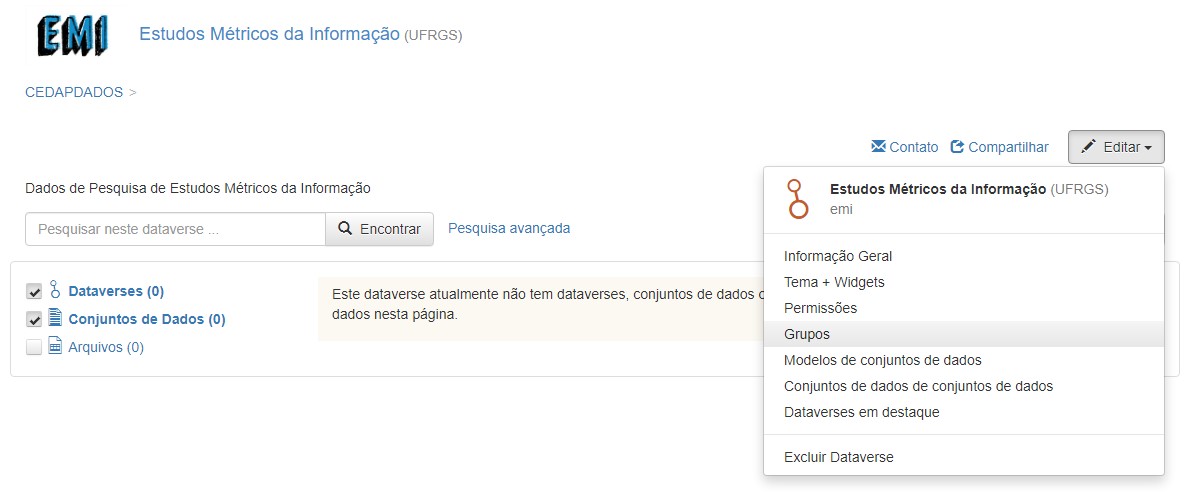 EMI
Estudos Métricos da Informação (UFRGS)
CEDAPDADOS >
Contato Compartilhar Editar
Dados de Pesquisa de Estudos Métricos da Informação
Pesquisar neste dataverse ... Encontrar Pesquisa avançada
Dataverses (0)
Conjuntos de Dados (0)
Arquivos (0)
Este dataverse atualmente não tem dataverses, conjuntos de dados
dados nesta página.
Estudos Métricos da Informação (UFRGS)
emi
Informação Geral
Tema + Widgets
Permissões
Grupos
Modelos de conjuntos de dados
Conjuntos de dados de conjuntos de dados
Dataverses em destaque
Excluir Dataverse